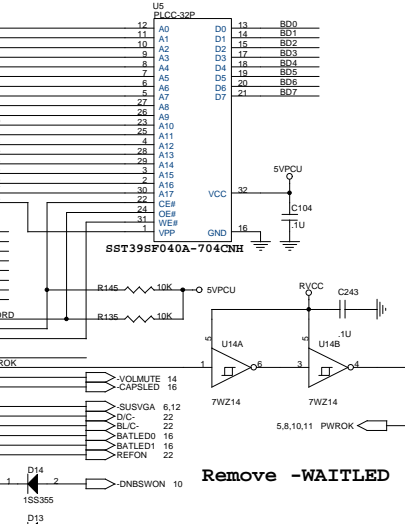 U5
PLCC-32P
12 A0 D0 13 BD0
11 A1 D1 14 BD1
10 A2 D2 15 BD2
9 A3 D3 17 BD3
8 A4 D4 18 BD4
7 A5 D5 19 BD5
6 A6 D6 20 BD6
5 A7 D7 21 BD7
27 A8
26 A9
23 A10
25 A11
4 A12
28 A13
29 A14
3 A15
2 A16
30 A17
22 CE# VCC 32 5VPCU
24 OE#
31 WE#
1 VPP GND 16
C104
.1U
SST39SF040A-704CNH
R145 10K 5VPCU
R135 10K
RD
RVCC
C243
.1U
ROK
1 5 U14A 6
3 5 U14B 4
7WZ14
7WZ14
-VOLMUTE 14
-CAPSLED 16
-SUSVGA 6,12
D/C- 22
BL/C- 22
BATLED0 16
BATLED1 16
REFON 22
5,8,10,11 PWROK
D14
1 2 -DNBSWON 10
1SS355
Remove -WAITLED
D13